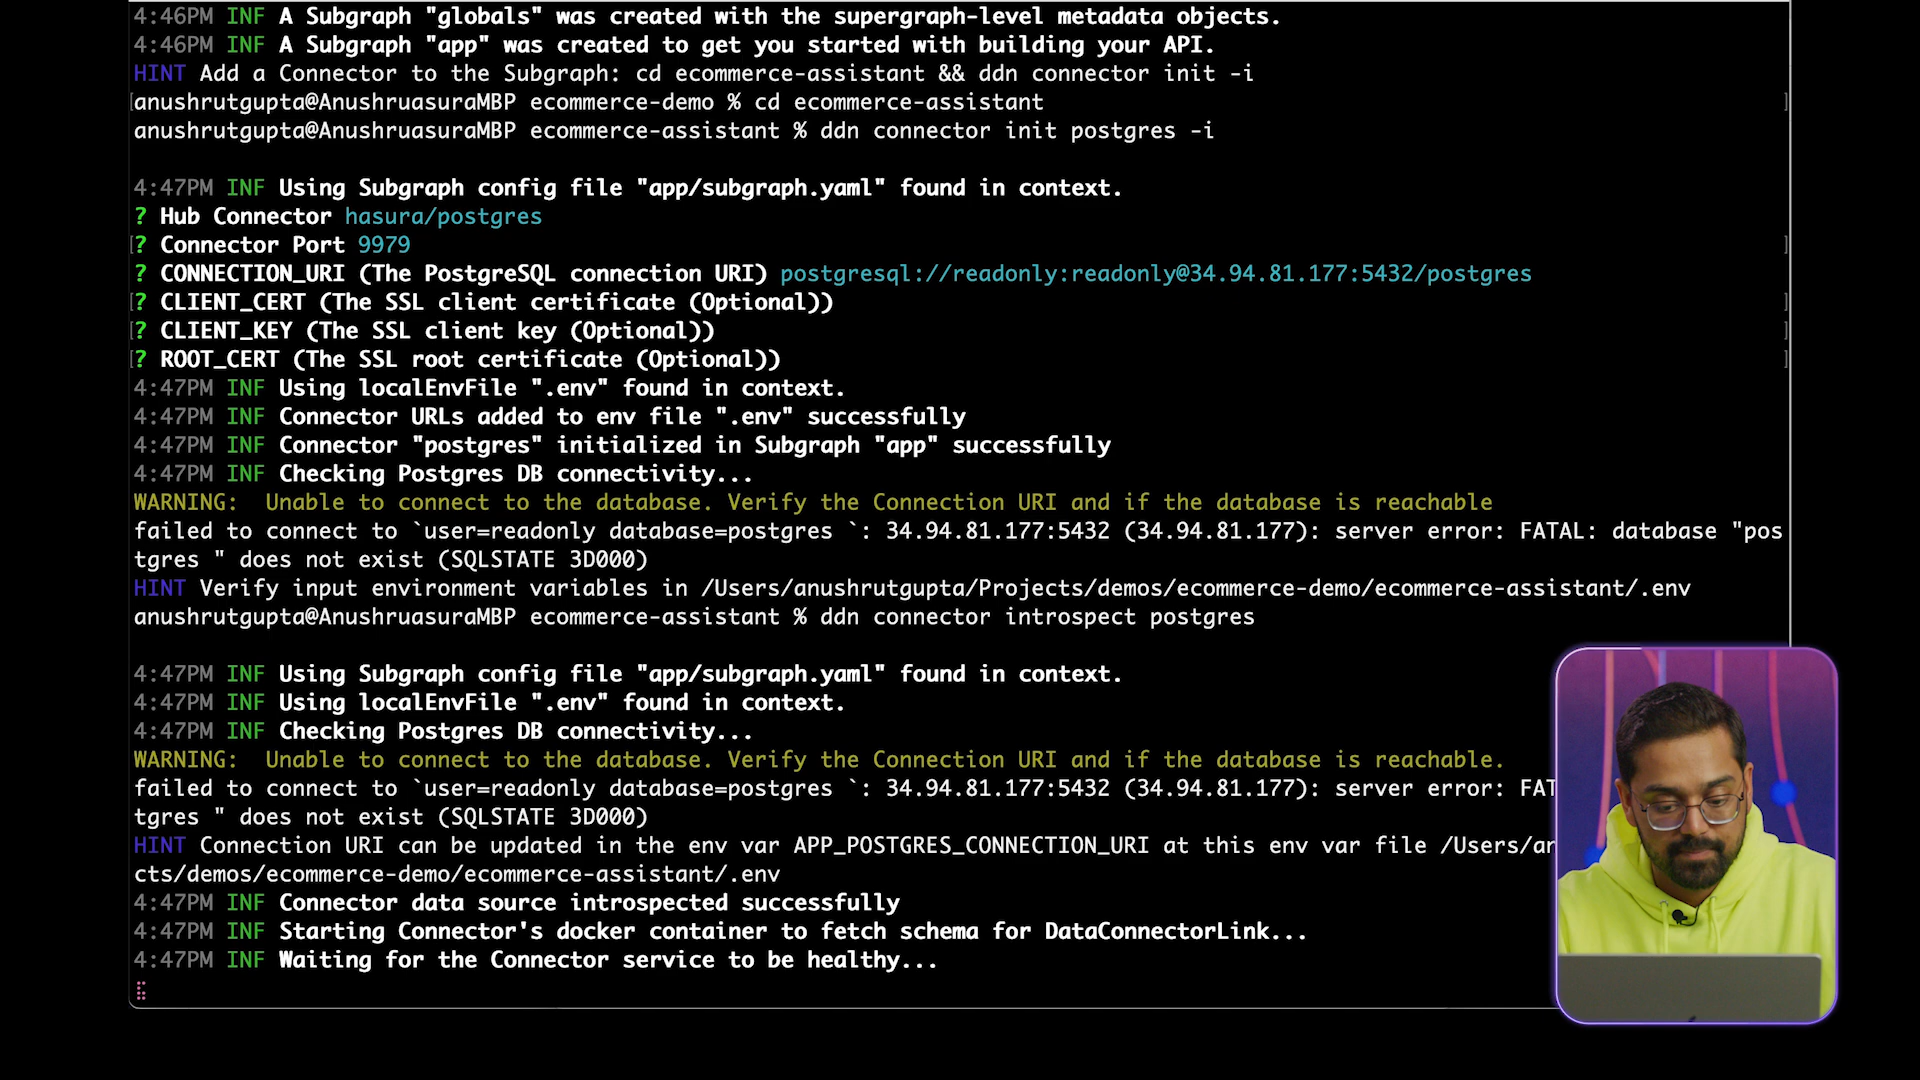 4:46PM INF A Subgraph "globals" was created with the supergraph-level metadata objects.
4:46PM INF A Subgraph "app" was created to get you started with building your API.
HINT Add a Connector to the Subgraph: cd ecommerce-assistant && ddn connector init -i
[anushrutgupta@AnushruasuraMBP ecommerce-demo % cd ecommerce-assistant ]
anushrutgupta@AnushruasuraMBP ecommerce-assistant % ddn connector init postgres -i
4:47PM INF Using Subgraph config file "app/subgraph.yaml" found in context.
? Hub Connector hasura/postgres
[? Connector Port 9979 ]
? CONNECTION_URI (The PostgreSQL connection URI) postgresql://readonly:readonly@34.94.81.177:5432/postgres
[? CLIENT_CERT (The SSL client certificate (Optional)) ]
[? CLIENT_KEY (The SSL client key (Optional)) ]
[? ROOT_CERT (The SSL root certificate (Optional)) ]
4:47PM INF Using localEnvFile ".env" found in context.
4:47PM INF Connector URLs added to env file ".env" successfully
4:47PM INF Connector "postgres" initialized in Subgraph "app" successfully
4:47PM INF Checking Postgres DB connectivity...
WARNING:  Unable to connect to the database. Verify the Connection URI and if the database is reachable
failed to connect to `user=readonly database=postgres `: 34.94.81.177:5432 (34.94.81.177): server error: FATAL: database "pos
tgres " does not exist (SQLSTATE 3D000)
HINT Verify input environment variables in /Users/anushrutgupta/Projects/demos/ecommerce-demo/ecommerce-assistant/.env
anushrutgupta@AnushruasuraMBP ecommerce-assistant % ddn connector introspect postgres
4:47PM INF Using Subgraph config file "app/subgraph.yaml" found in context.
4:47PM INF Using localEnvFile ".env" found in context.
4:47PM INF Checking Postgres DB connectivity...
WARNING:  Unable to connect to the database. Verify the Connection URI and if the database is reachable.
failed to connect to `user=readonly database=postgres `: 34.94.81.177:5432 (34.94.81.177): server error: FAT
tgres " does not exist (SQLSTATE 3D000)
HINT Connection URI can be updated in the env var APP_POSTGRES_CONNECTION_URI at this env var file /Users/an
cts/demos/ecommerce-demo/ecommerce-assistant/.env
4:47PM INF Connector data source introspected successfully
4:47PM INF Starting Connector's docker container to fetch schema for DataConnectorLink...
4:47PM INF Waiting for the Connector service to be healthy...